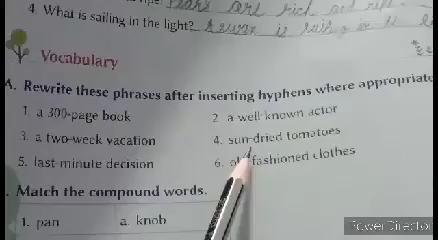 4. What is sailing in the light?
Vocabulary
A. Rewrite these phrases after inserting hyphens where appropriate
1. a 300-page book
2 a well-known actor
3. a two-week vacation
4. sun-dried tomatoes
5. last-minute decision
6. fashioned clothes
. Match the compound words.
1. pan a. knob
PowerDirector